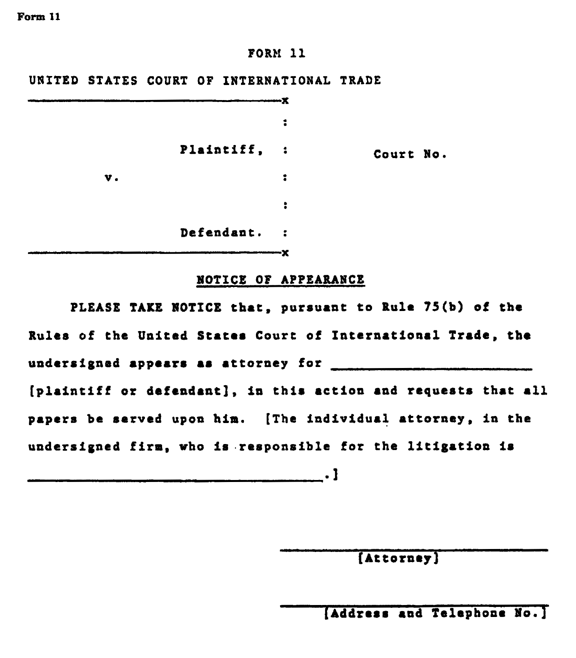 Form 11
FORM 11
UNITED STATES COURT OF INTERNATIONAL TRADE
x
:
Plaintiff, : Court No.
v. :
:
Defendant. :
x
NOTICE OF APPEARANCE
PLEASE TAKE NOTICE that, pursuant to Rule 75(b) of the
Rules of the United States Court of International Trade, the
undersigned appears as attorney for
[plaintiff or defendant], in this action and requests that all
papers be served upon him. [The individual attorney, in the
undersigned firm, who is responsible for the litigation is
.]
[Attorney]
[Address and Telephone No.]